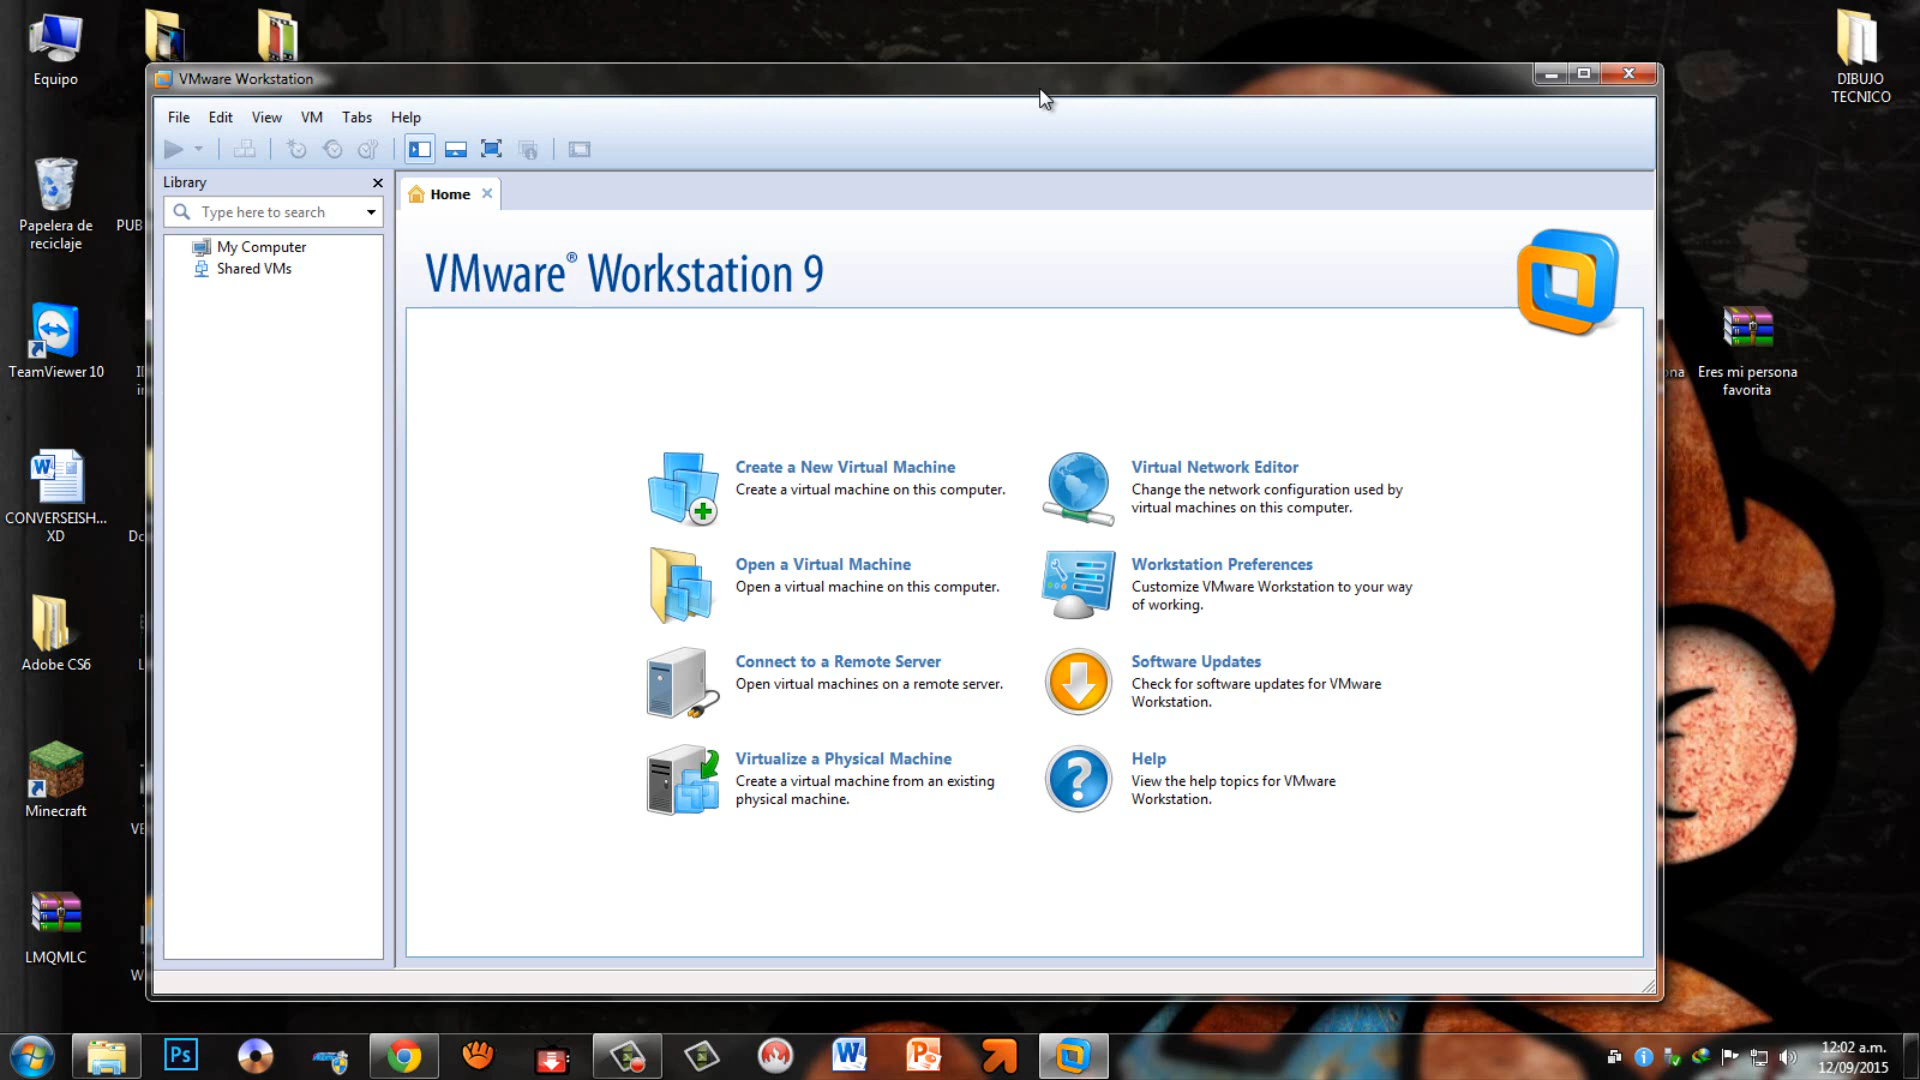 Equipo
DIBUJO
TECNICO
VMware Workstation
File Edit View VM Tabs Help
Library
Home
Type here to search
My Computer
Shared VMs
VMware® Workstation 9
Papelera de
reciclaje
PUB
TeamViewer 10
Eres mi persona
favorita
CONVERSEISH...
XD
Adobe CS6
Minecraft
LMQMLC
Create a New Virtual Machine
Create a virtual machine on this computer.
Open a Virtual Machine
Open a virtual machine on this computer.
Connect to a Remote Server
Open virtual machines on a remote server.
Virtualize a Physical Machine
Create a virtual machine from an existing
physical machine.
Virtual Network Editor
Change the network configuration used by
virtual machines on this computer.
Workstation Preferences
Customize VMware Workstation to your way
of working.
Software Updates
Check for software updates for VMware
Workstation.
Help
View the help topics for VMware
Workstation.
Ps
12:02 a.m.
12/09/2015